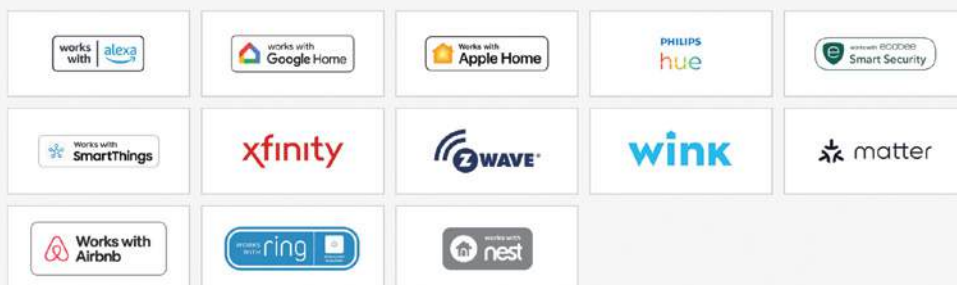 works with alexa
works with
Google Home
Works with
Apple Home
PHILIPS
hue
works with ecobee
Smart Security
Works with
SmartThings
xfinity
Z WAVE
wink
matter
Works with
Airbnb
WORKS WITH ring
works with
nest